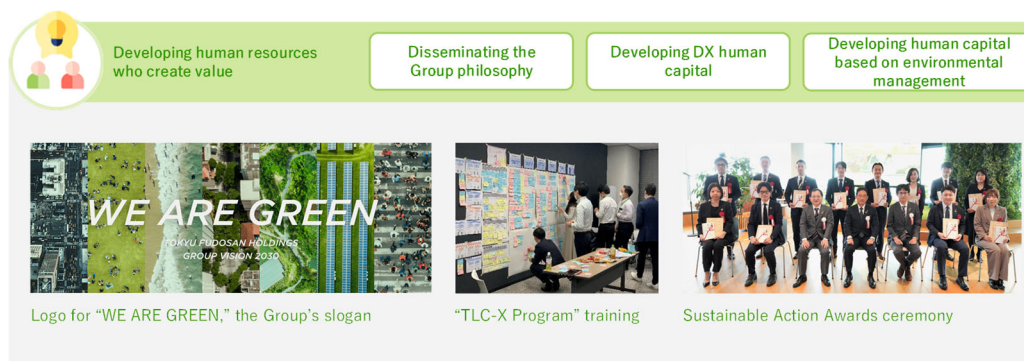 Developing human resources
who create value
Disseminating the
Group philosophy
Developing DX human
capital
Developing human capital
based on environmental
management
WE ARE GREEN
TOKYU FUDOSAN HOLDINGS
GROUP VISION 2030
Logo for “WE ARE GREEN,” the Group’s slogan
“TLC-X Program” training
Sustainable Action Awards ceremony